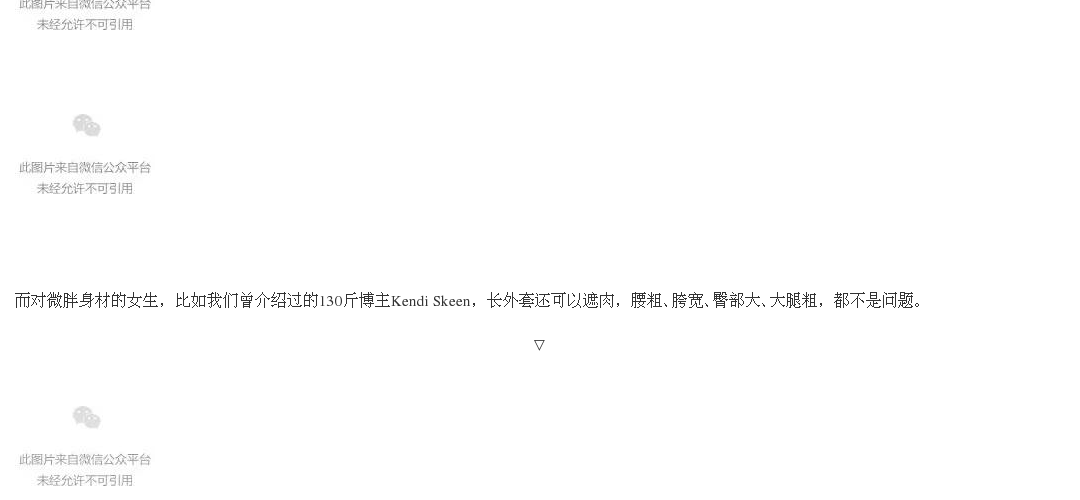 此图片来自微信公众平台
未经允许不可引用
此图片来自微信公众平台
未经允许不可引用
而对微胖身材的女生，比如我们曾介绍过的130斤博主Kendi Skeen，长外套还可以遮肉，腰粗、胯宽、臀部大、大腿粗，都不是问题。
▽
此图片来自微信公众平台
未经允许不可引用